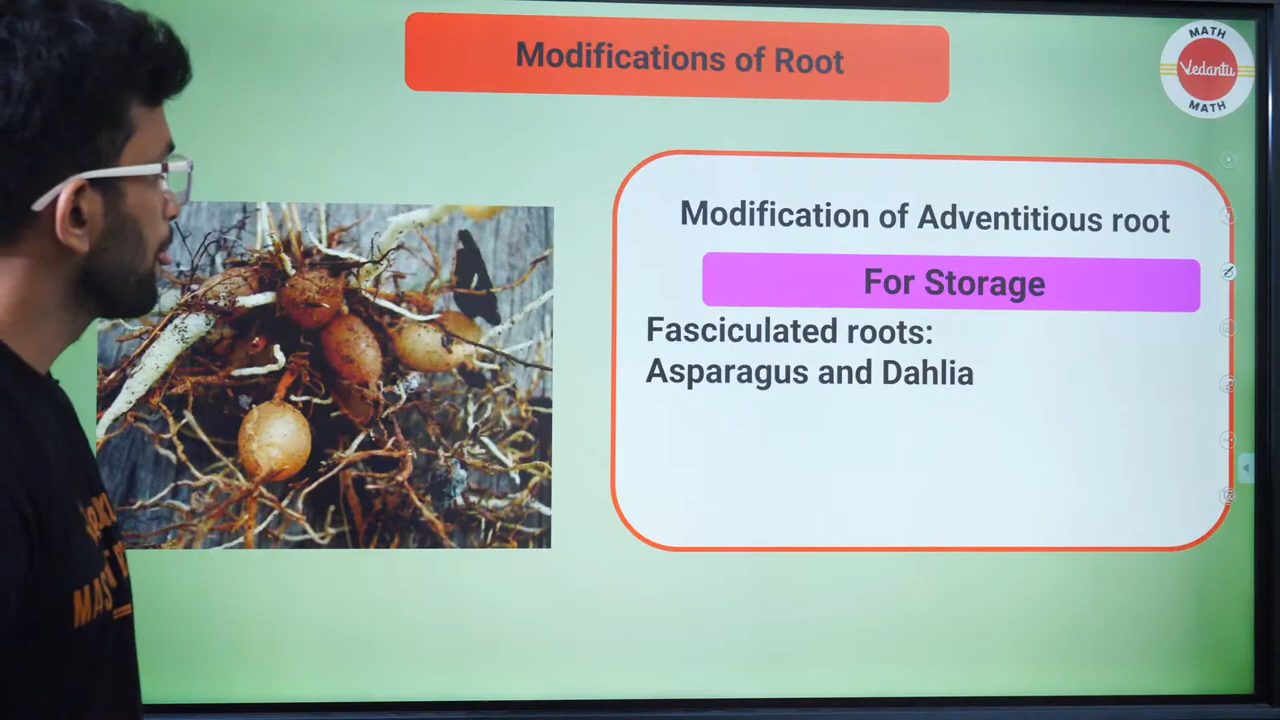 Modifications of Root
MATH
Vedantu
MATH
Modification of Adventitious root
For Storage
Fasciculated roots:
Asparagus and Dahlia